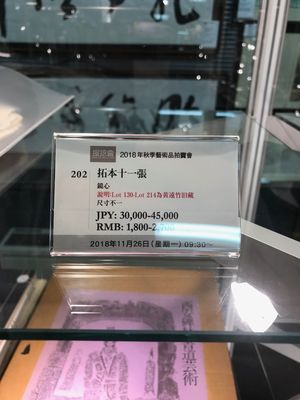 2018年秋季藝術品拍賣會
202 拓本十一張
鏡心
說明:Lot 130-Lot 214為黃遠竹旧藏
尺寸不一
JPY: 30,000-45,000
RMB: 1,800-2,700
2018年11月26日(星期一) 09:30~